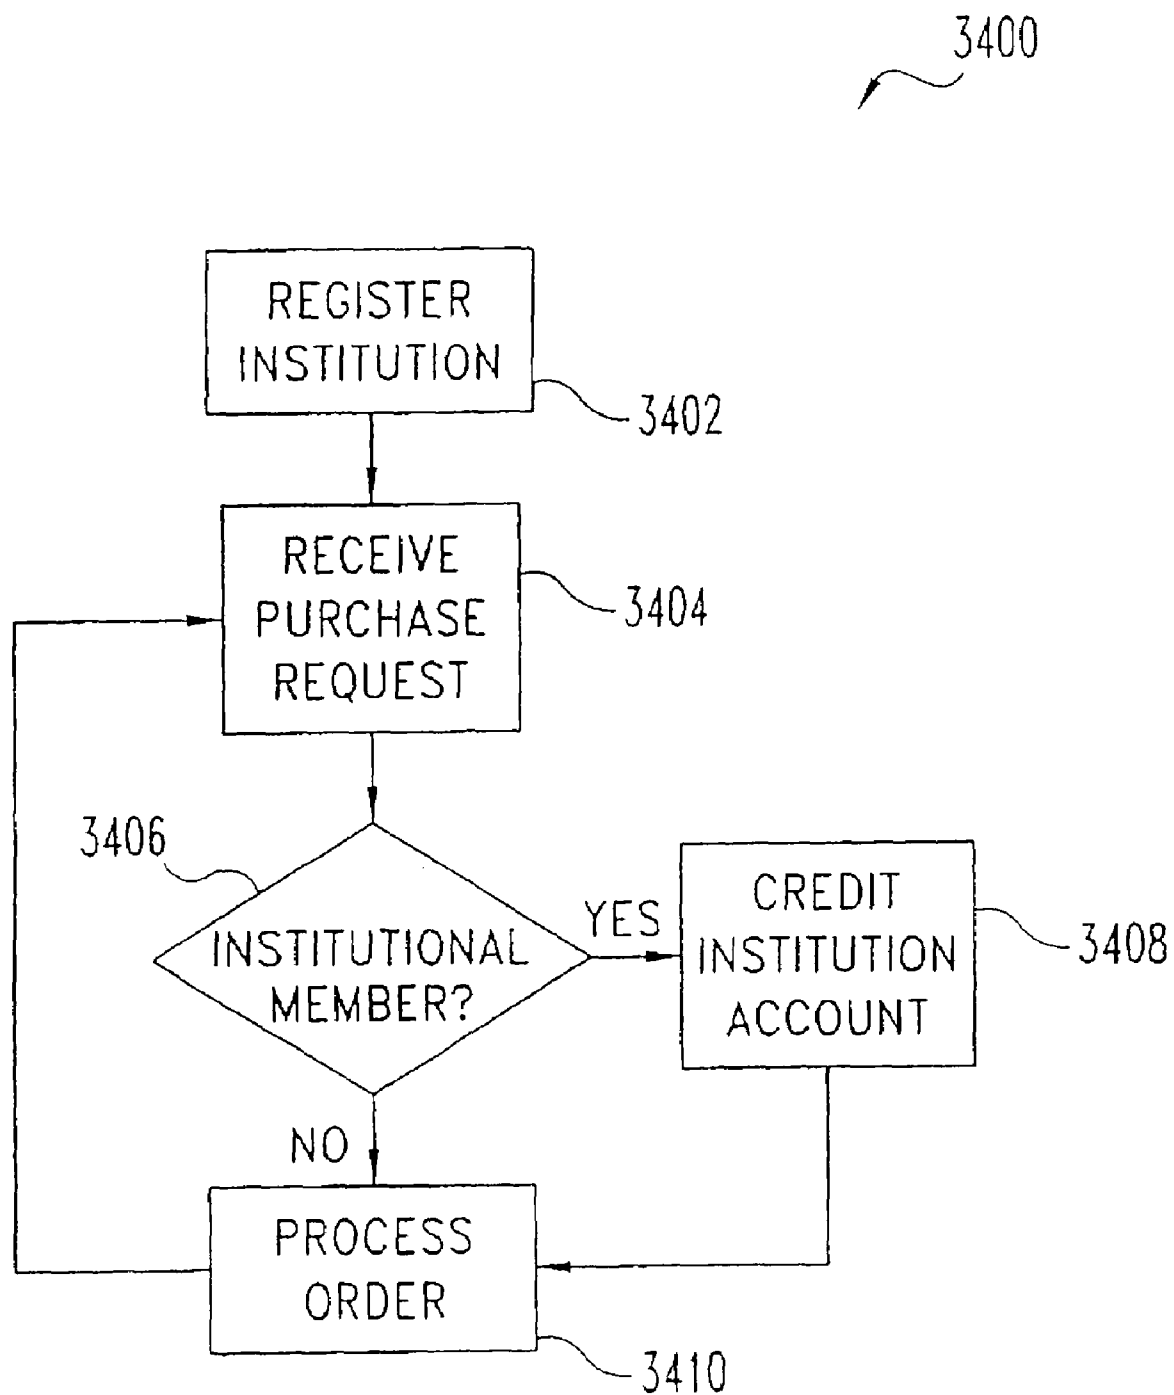 3400
REGISTER
INSTITUTION
3402
RECEIVE
PURCHASE
REQUEST
3404
3406
INSTITUTIONAL
MEMBER?
YES
CREDIT
INSTITUTION
ACCOUNT
3408
NO
PROCESS
ORDER
3410